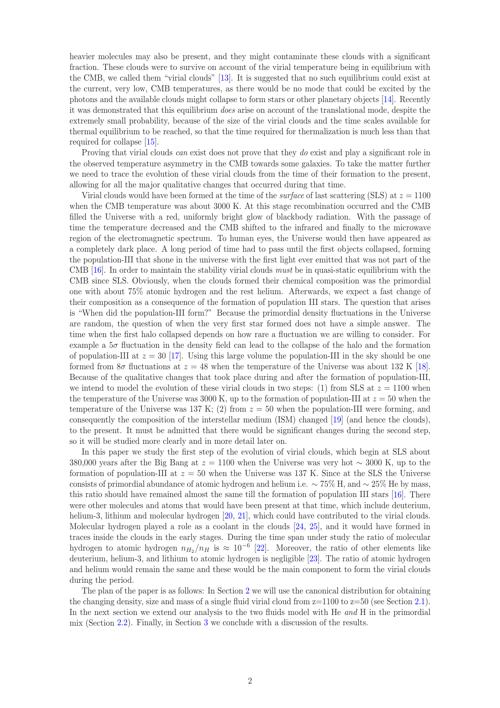 heavier molecules may also be present, and they might contaminate these clouds with a significant
fraction. These clouds were to survive on account of the virial temperature being in equilibrium with
the CMB, we called them “virial clouds” [13]. It is suggested that no such equilibrium could exist at
the current, very low, CMB temperatures, as there would be no mode that could be excited by the
photons and the available clouds might collapse to form stars or other planetary objects [14]. Recently
it was demonstrated that this equilibrium does arise on account of the translational mode, despite the
extremely small probability, because of the size of the virial clouds and the time scales available for
thermal equilibrium to be reached, so that the time required for thermalization is much less than that
required for collapse [15].
Proving that virial clouds can exist does not prove that they do exist and play a significant role in
the observed temperature asymmetry in the CMB towards some galaxies. To take the matter further
we need to trace the evolution of these virial clouds from the time of their formation to the present,
allowing for all the major qualitative changes that occurred during that time.
Virial clouds would have been formed at the time of the surface of last scattering (SLS) at z = 1100
when the CMB temperature was about 3000 K. At this stage recombination occurred and the CMB
filled the Universe with a red, uniformly bright glow of blackbody radiation. With the passage of
time the temperature decreased and the CMB shifted to the infrared and finally to the microwave
region of the electromagnetic spectrum. To human eyes, the Universe would then have appeared as
a completely dark place. A long period of time had to pass until the first objects collapsed, forming
the population-III that shone in the universe with the first light ever emitted that was not part of the
CMB [16]. In order to maintain the stability virial clouds must be in quasi-static equilibrium with the
CMB since SLS. Obviously, when the clouds formed their chemical composition was the primordial
one with about 75% atomic hydrogen and the rest helium. Afterwards, we expect a fast change of
their composition as a consequence of the formation of population III stars. The question that arises
is “When did the population-III form?” Because the primordial density fluctuations in the Universe
are random, the question of when the very first star formed does not have a simple answer. The
time when the first halo collapsed depends on how rare a fluctuation we are willing to consider. For
example a 5σ fluctuation in the density field can lead to the collapse of the halo and the formation
of population-III at z = 30 [17]. Using this large volume the population-III in the sky should be one
formed from 8σ fluctuations at z = 48 when the temperature of the Universe was about 132 K [18].
Because of the qualitative changes that took place during and after the formation of population-III,
we intend to model the evolution of these virial clouds in two steps: (1) from SLS at z = 1100 when
the temperature of the Universe was 3000 K, up to the formation of population-III at z = 50 when the
temperature of the Universe was 137 K; (2) from z = 50 when the population-III were forming, and
consequently the composition of the interstellar medium (ISM) changed [19] (and hence the clouds),
to the present. It must be admitted that there would be significant changes during the second step,
so it will be studied more clearly and in more detail later on.
In this paper we study the first step of the evolution of virial clouds, which begin at SLS about
380,000 years after the Big Bang at z = 1100 when the Universe was very hot ∼ 3000 K, up to the
formation of population-III at z = 50 when the Universe was 137 K. Since at the SLS the Universe
consists of primordial abundance of atomic hydrogen and helium i.e. ∼ 75% H, and ∼ 25% He by mass,
this ratio should have remained almost the same till the formation of population III stars [16]. There
were other molecules and atoms that would have been present at that time, which include deuterium,
helium-3, lithium and molecular hydrogen [20, 21], which could have contributed to the virial clouds.
Molecular hydrogen played a role as a coolant in the clouds [24, 25], and it would have formed in
traces inside the clouds in the early stages. During the time span under study the ratio of molecular
hydrogen to atomic hydrogen n_{H_2}/n_H is ≈ 10^{−6} [22]. Moreover, the ratio of other elements like
deuterium, helium-3, and lithium to atomic hydrogen is negligible [23]. The ratio of atomic hydrogen
and helium would remain the same and these would be the main component to form the virial clouds
during the period.
The plan of the paper is as follows: In Section 2 we will use the canonical distribution for obtaining
the changing density, size and mass of a single fluid virial cloud from z=1100 to z=50 (see Section 2.1).
In the next section we extend our analysis to the two fluids model with He and H in the primordial
mix (Section 2.2). Finally, in Section 3 we conclude with a discussion of the results.
2